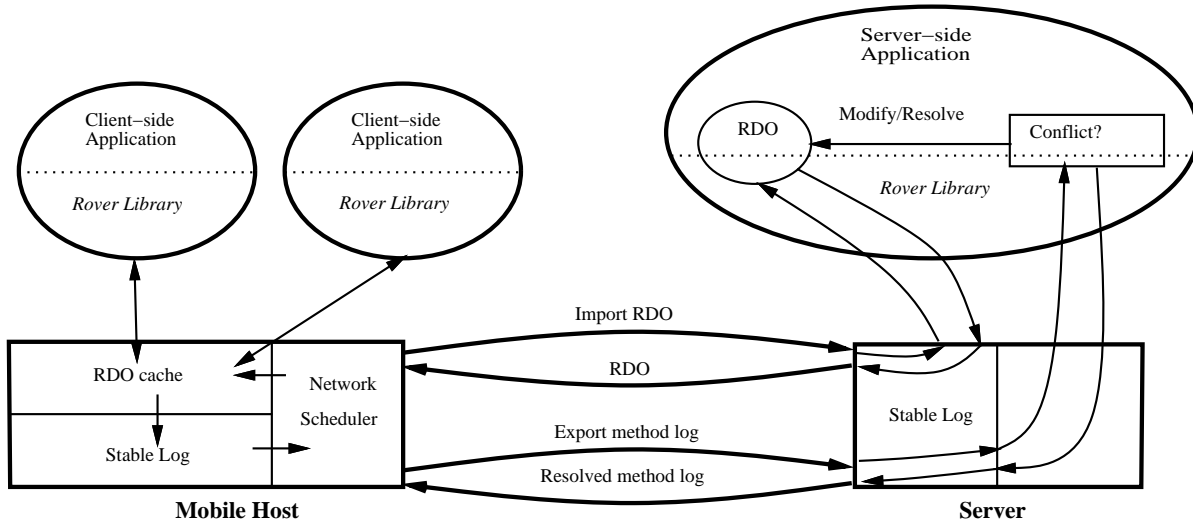 Server-side
Application
Client-side
Application
Rover Library
Client-side
Application
Rover Library
RDO
Modify/Resolve
Conflict?
Rover Library
Import RDO
RDO
RDO cache
Network
Scheduler
Stable Log
Export method log
Resolved method log
Stable Log
Mobile Host
Server